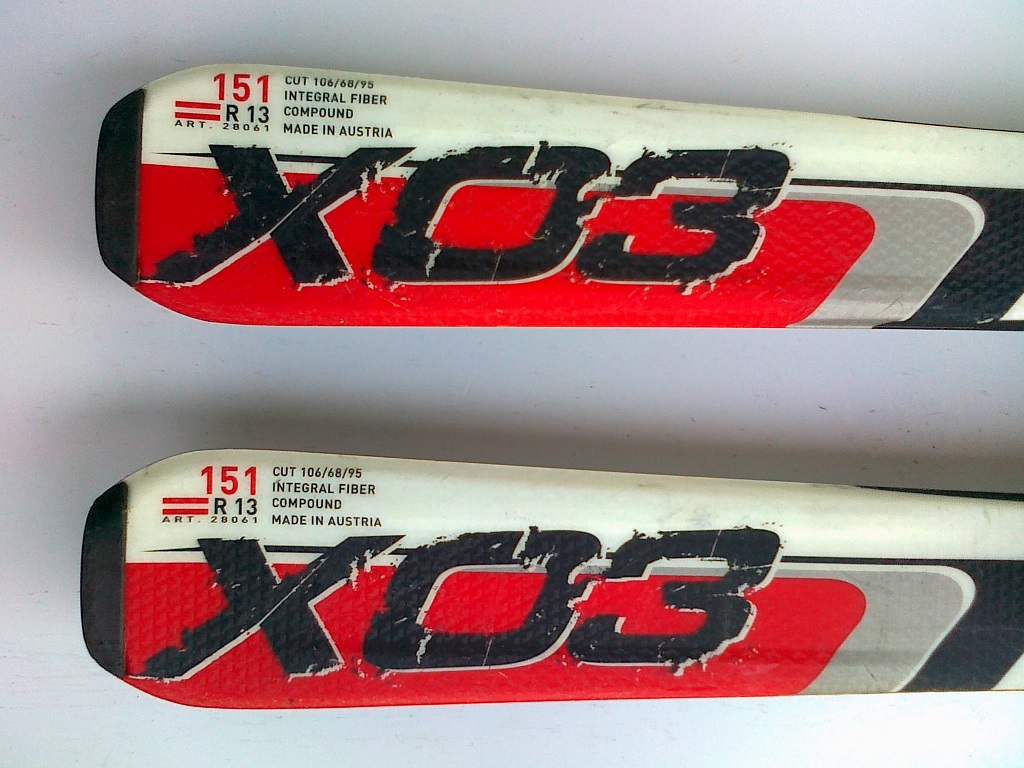 151
R 13
ART. 28061
CUT 106/68/95
INTEGRAL FIBER
COMPOUND
MADE IN AUSTRIA
XO3
151
R 13
ART. 28061
CUT 106/68/95
INTEGRAL FIBER
COMPOUND
MADE IN AUSTRIA
XO3